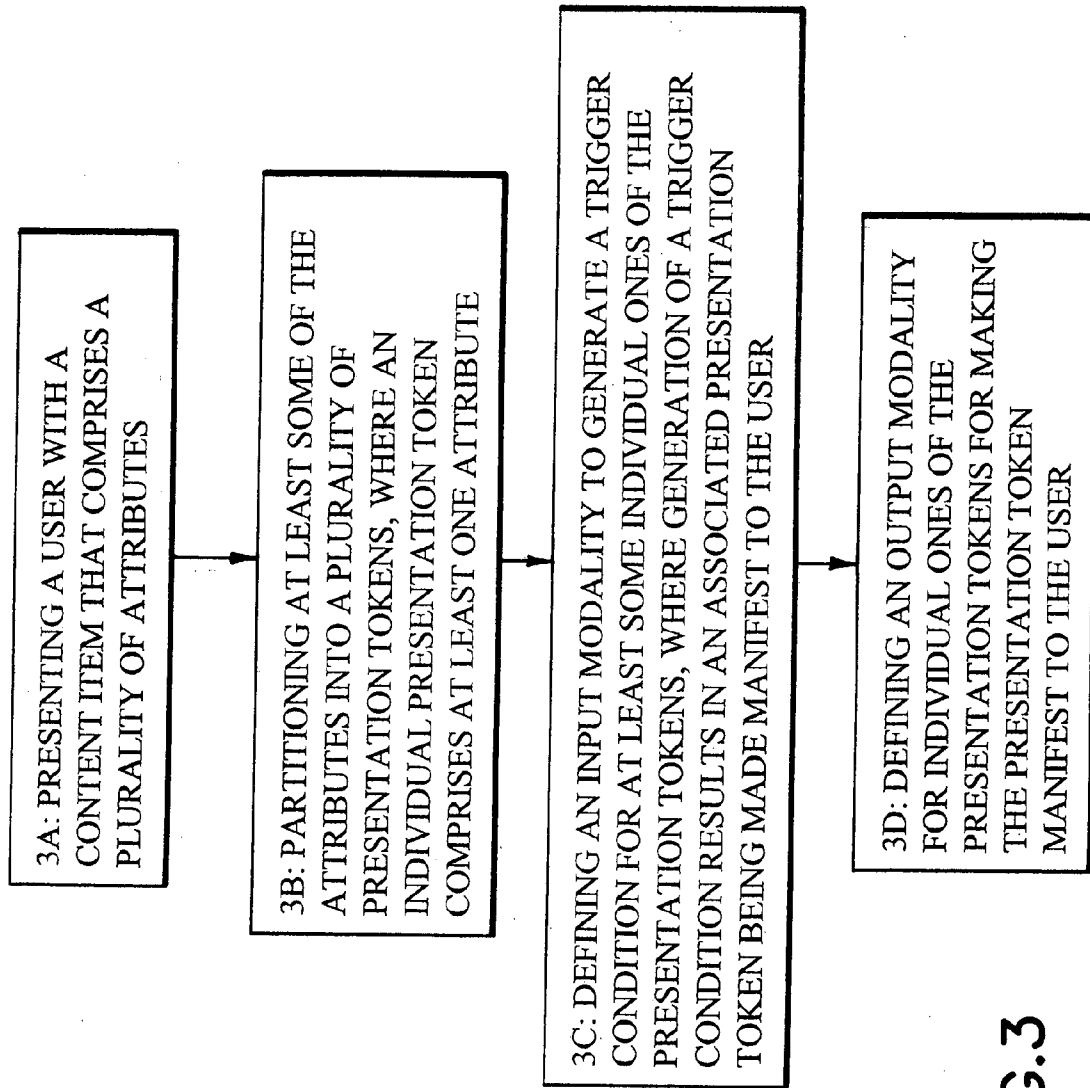 3A: PRESENTING A USER WITH A
CONTENT ITEM THAT COMPRISES A
PLURALITY OF ATTRIBUTES
3B: PARTITIONING AT LEAST SOME OF THE
ATTRIBUTES INTO A PLURALITY OF
PRESENTATION TOKENS, WHERE AN
INDIVIDUAL PRESENTATION TOKEN
COMPRISES AT LEAST ONE ATTRIBUTE
3C: DEFINING AN INPUT MODALITY TO GENERATE A TRIGGER
CONDITION FOR AT LEAST SOME INDIVIDUAL ONES OF THE
PRESENTATION TOKENS, WHERE GENERATION OF A TRIGGER
CONDITION RESULTS IN AN ASSOCIATED PRESENTATION
TOKEN BEING MADE MANIFEST TO THE USER
3D: DEFINING AN OUTPUT MODALITY
FOR INDIVIDUAL ONES OF THE
PRESENTATION TOKENS FOR MAKING
THE PRESENTATION TOKEN
MANIFEST TO THE USER
G.3